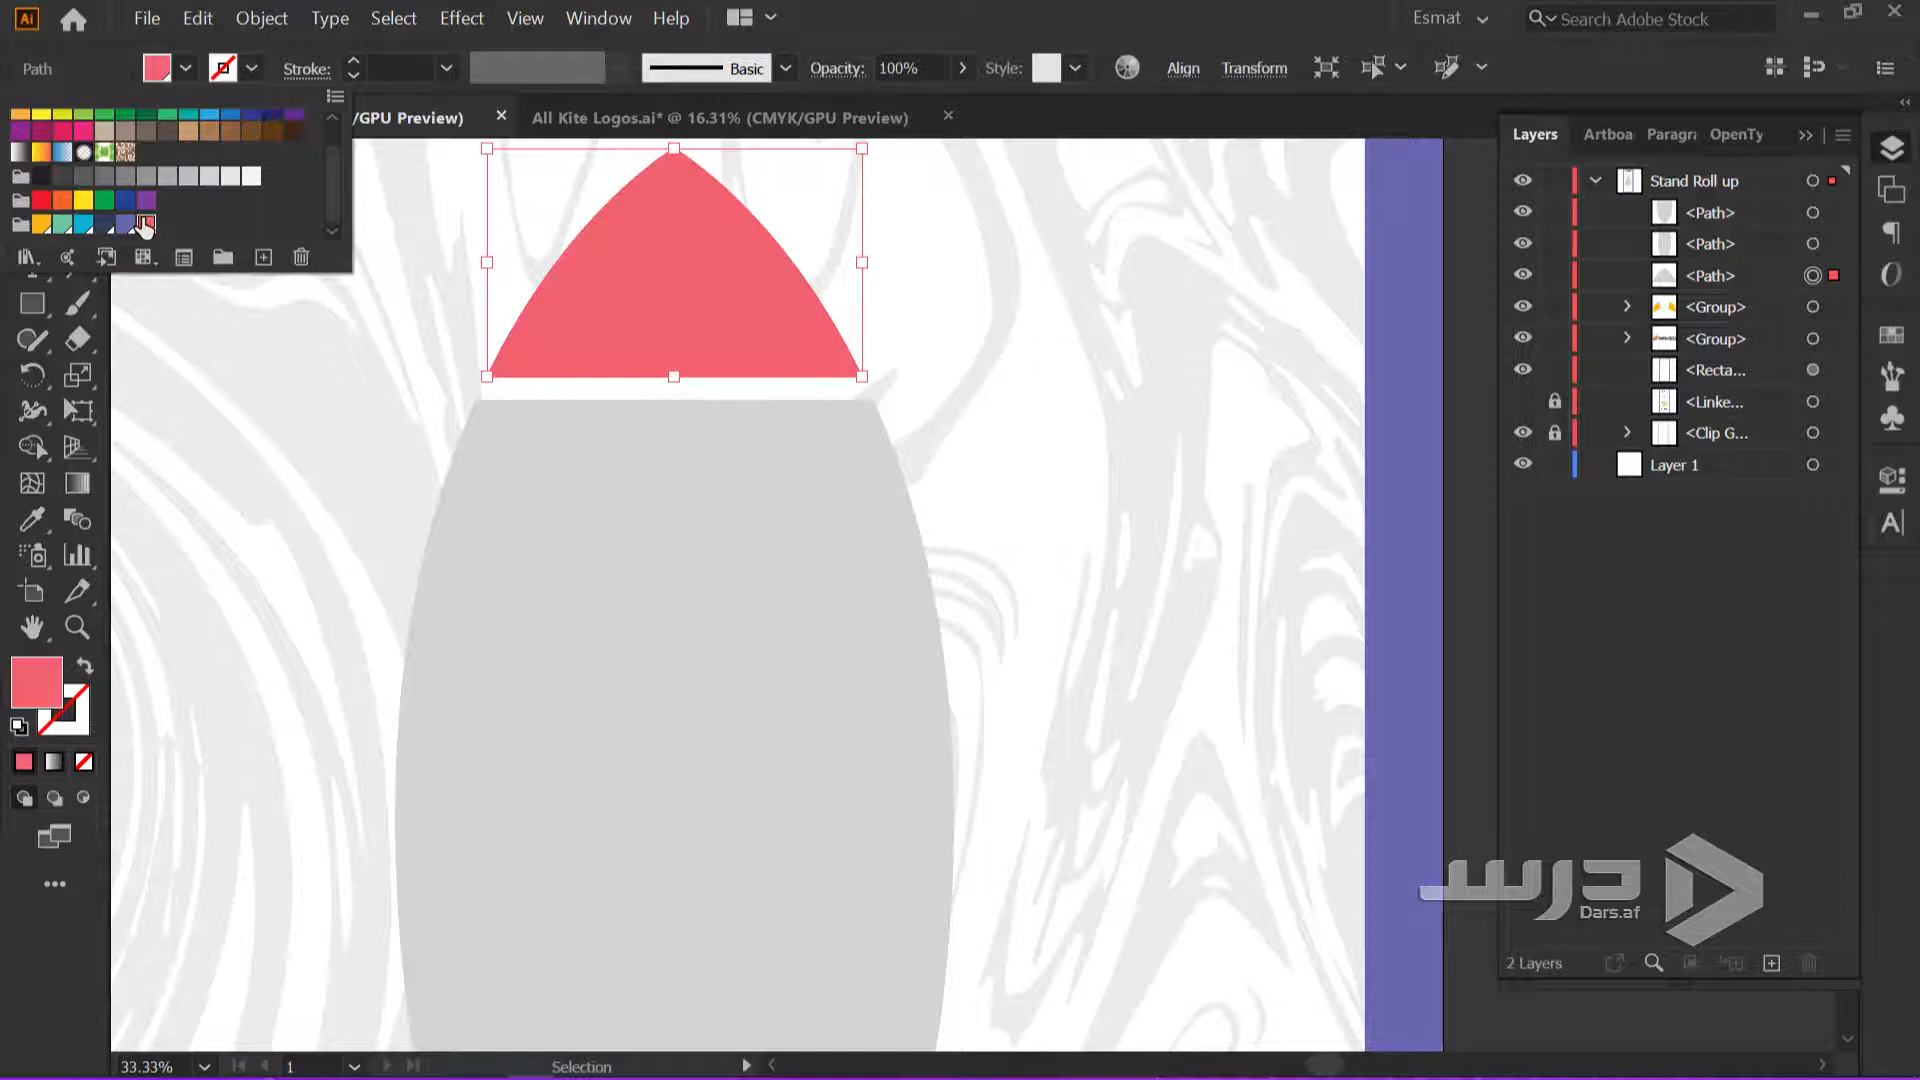 Ai File Edit Object Type Select Effect View Window Help Esmat Search Adobe Stock
Path Stroke: Basic Opacity: 100% Style: Align Transform
/GPU Preview) × All Kite Logos.ai* @ 16.31% (CMYK/GPU Preview) ×
Layers Artboa Paragra OpenTy
Stand Roll up
<Path>
<Path>
<Path>
<Group>
<Group>
<Recta...
<Linke...
<Clip G...
Layer 1
درس
Dars.af
2 Layers
33.33% 1 Selection